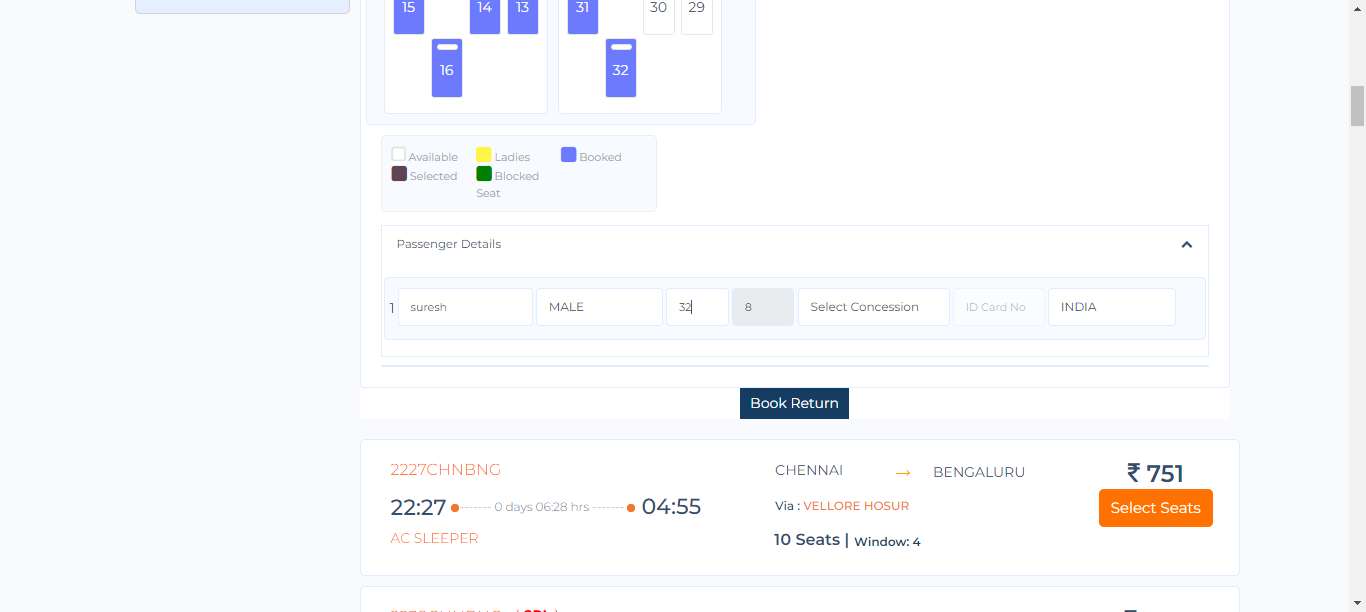 15 14 13 31 30 29
16 32
Available Ladies Booked
Selected Blocked
Seat
Passenger Details
1 suresh MALE 32 8 Select Concession ID Card No INDIA
Book Return
2227CHNBNG CHENNAI → BENGALURU ₹ 751
22:27 ------- 0 days 06:28 hrs ------- 04:55 Via : VELLORE HOSUR Select Seats
AC SLEEPER 10 Seats | Window: 4